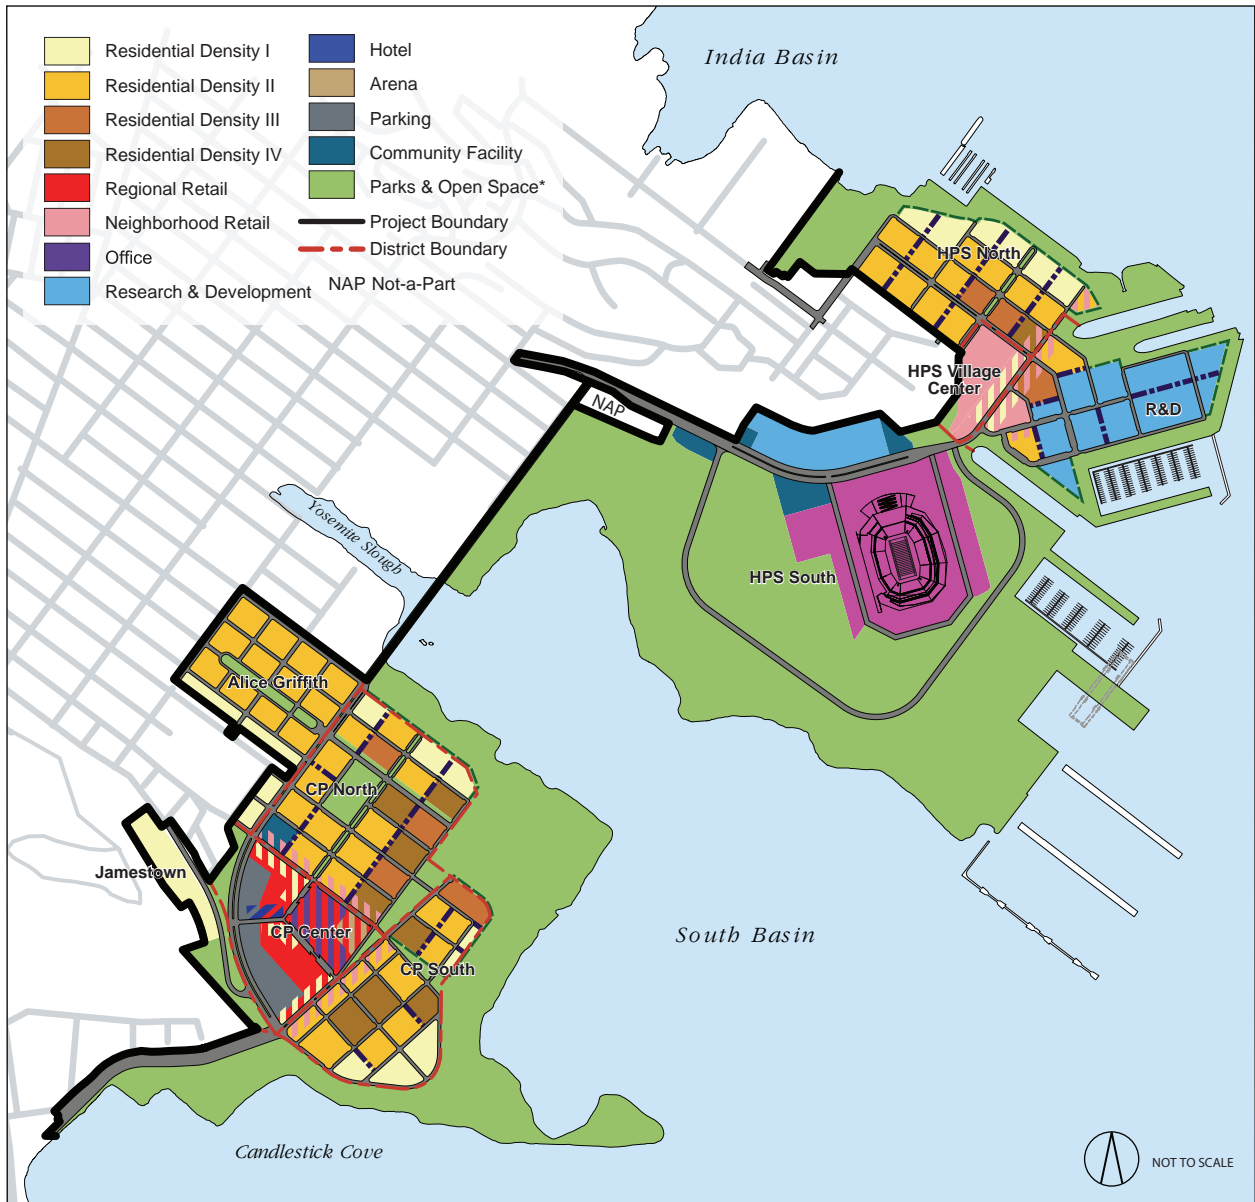 Residential Density I
Residential Density II
Residential Density III
Residential Density IV
Regional Retail
Neighborhood Retail
Office
Research & Development
Hotel
Arena
Parking
Community Facility
Parks & Open Space*
Project Boundary
District Boundary
NAP Not-a-Part
India Basin
HPS North
HPS Village
Center
R&D
NAP
Yosemite Slough
HPS South
Alice Griffith
CP North
Jamestown
CP Center
CP South
South Basin
Candlestick Cove
NOT TO SCALE